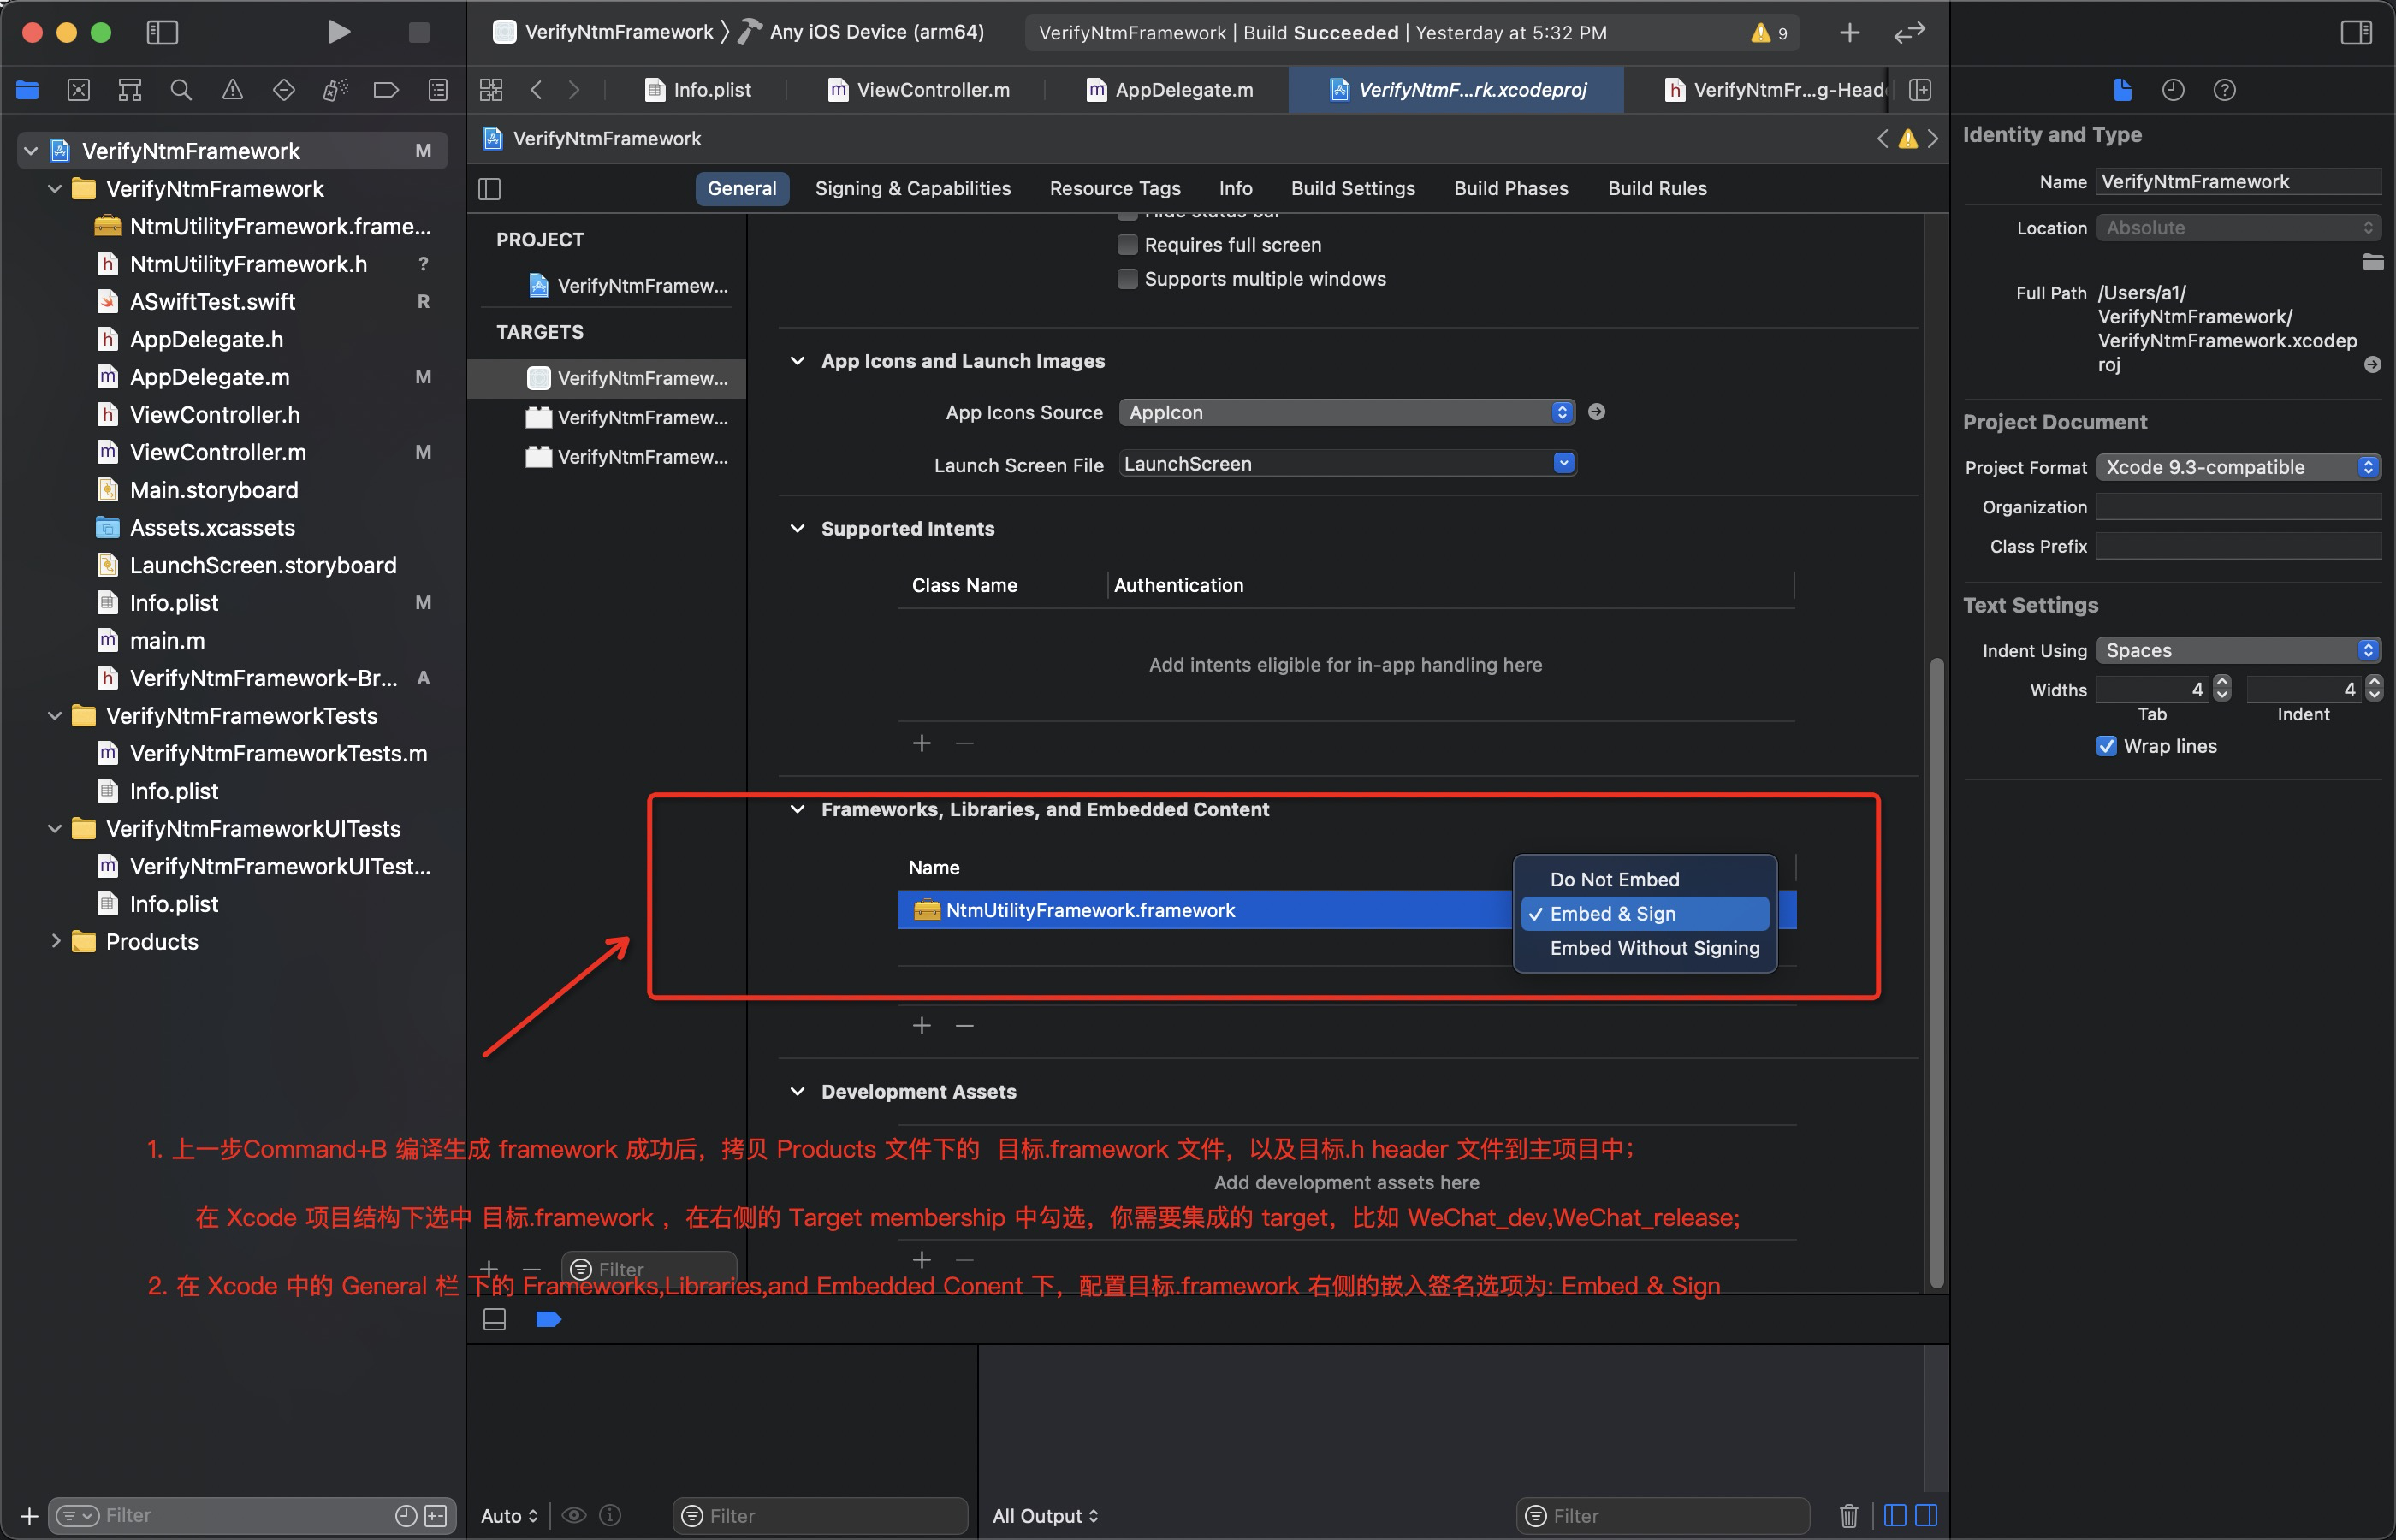 VerifyNtmFramework
Any iOS Device (arm64)
VerifyNtmFramework | Build Succeeded | Yesterday at 5:32 PM
9
Info.plist
ViewController.m
AppDelegate.m
VerifyNtmF...rk.xcodeproj
VerifyNtmFr...g-Head
VerifyNtmFramework M
VerifyNtmFramework
NtmUtilityFramework.frame...
NtmUtilityFramework.h ?
ASwiftTest.swift R
AppDelegate.h
AppDelegate.m M
ViewController.h
ViewController.m M
Main.storyboard
Assets.xcassets
LaunchScreen.storyboard
Info.plist M
main.m
VerifyNtmFramework-Br... A
VerifyNtmFrameworkTests
VerifyNtmFrameworkTests.m
Info.plist
VerifyNtmFrameworkUITests
VerifyNtmFrameworkUITest...
Info.plist
Products
VerifyNtmFramework
General
Signing & Capabilities
Resource Tags
Info
Build Settings
Build Phases
Build Rules
PROJECT
VerifyNtmFramew...
TARGETS
VerifyNtmFramew...
VerifyNtmFramew...
VerifyNtmFramew...
Hide status bar
Requires full screen
Supports multiple windows
App Icons and Launch Images
App Icons Source AppIcon
Launch Screen File LaunchScreen
Supported Intents
Class Name Authentication
Add intents eligible for in-app handling here
Frameworks, Libraries, and Embedded Content
Name
NtmUtilityFramework.framework
Do Not Embed
Embed & Sign
Embed Without Signing
Development Assets
1. 上一步Command+B 编译生成 framework 成功后，拷贝 Products 文件下的 目标.framework 文件，以及目标.h header 文件到主项目中；
Add development assets here
在 Xcode 项目结构下选中 目标.framework ，在右侧的 Target membership 中勾选，你需要集成的 target，比如 WeChat_dev,WeChat_release;
Filter
2. 在 Xcode 中的 General 栏 下的 Frameworks,Libraries,and Embedded Conent 下，配置目标.framework 右侧的嵌入签名选项为: Embed & Sign
Identity and Type
Name VerifyNtmFramework
Location Absolute
Full Path /Users/a1/
VerifyNtmFramework/
VerifyNtmFramework.xcodep
roj
Project Document
Project Format Xcode 9.3-compatible
Organization
Class Prefix
Text Settings
Indent Using Spaces
Widths 4 4
Tab Indent
Wrap lines
Filter
Auto
Filter
All Output
Filter